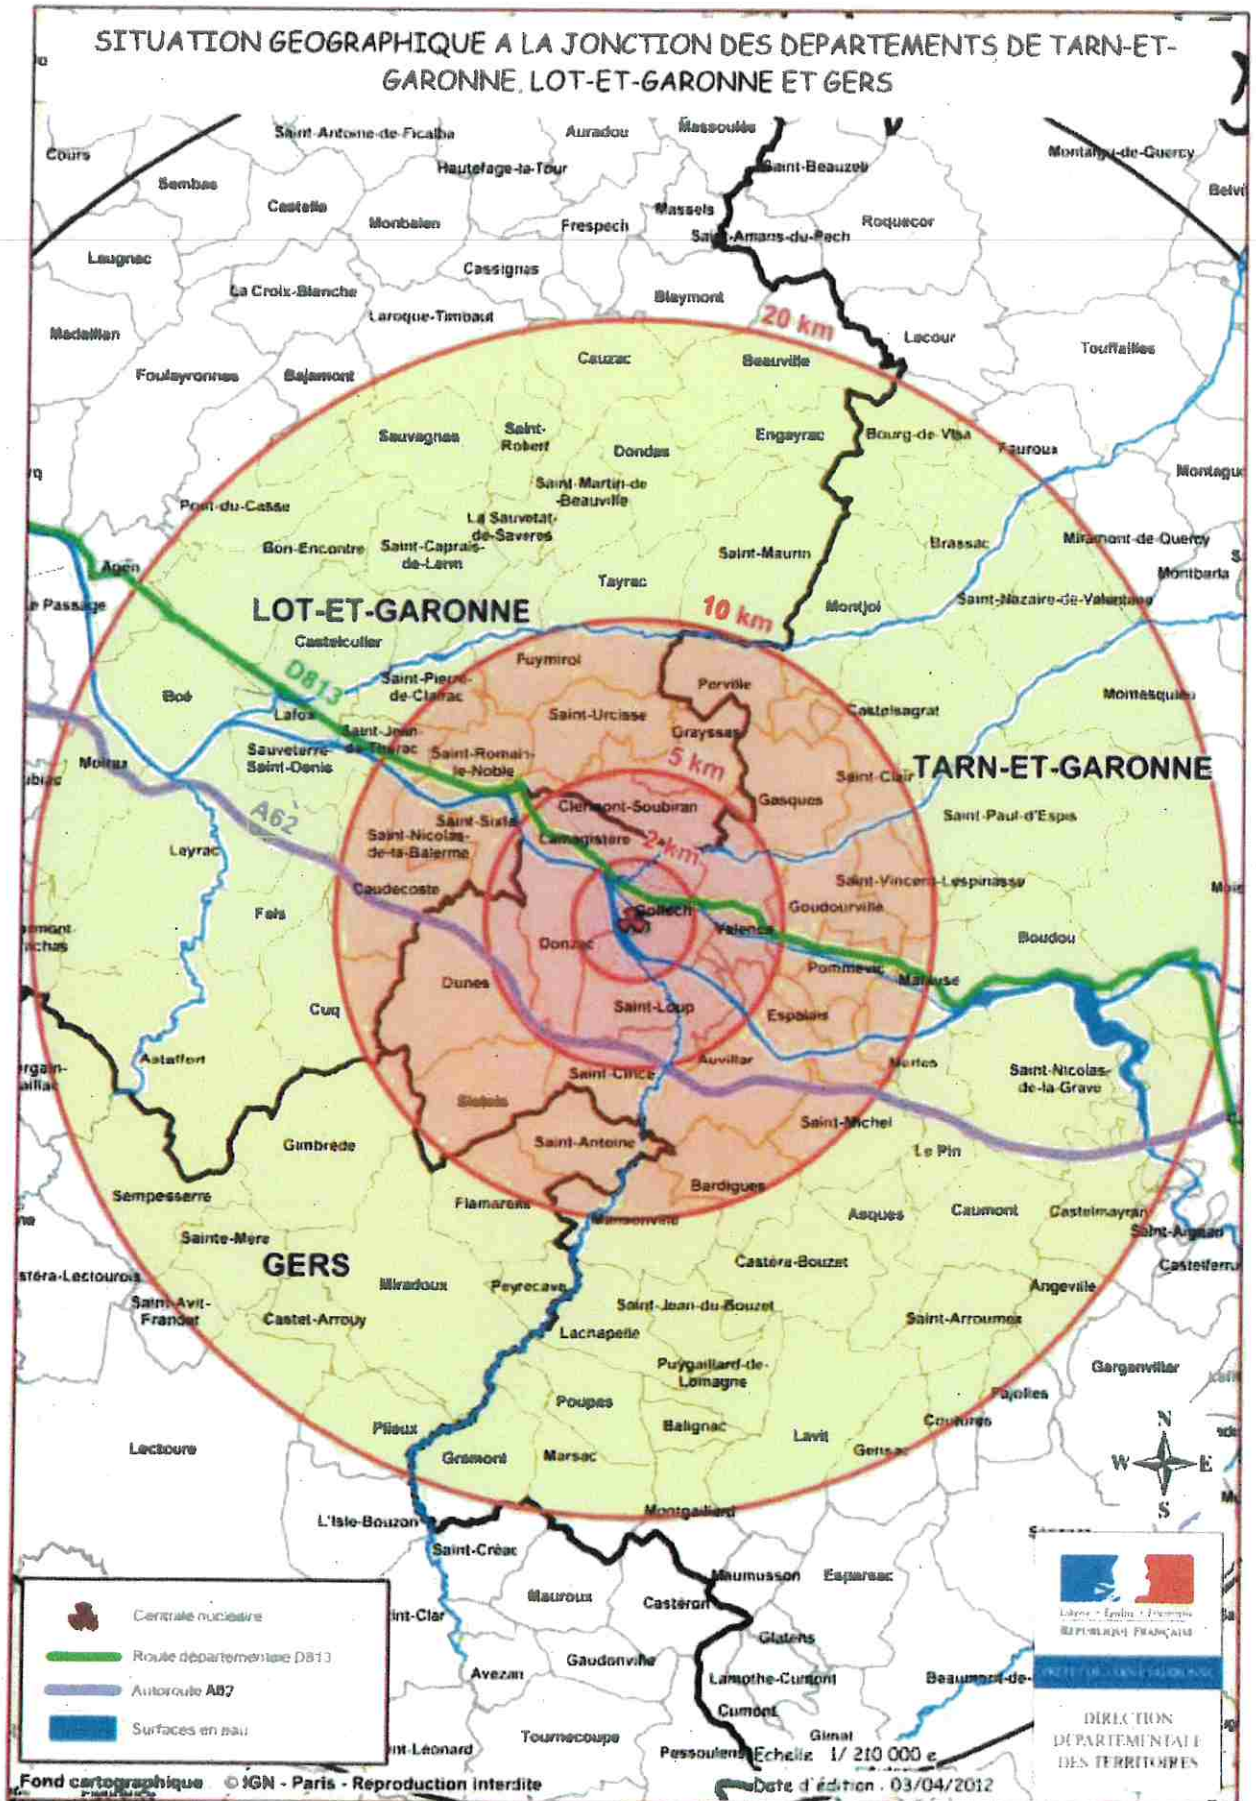 SITUATION GEOGRAPHIQUE A LA JONCTION DES DEPARTEMENTS DE TARN-ET-
GARONNE, LOT-ET-GARONNE ET GERS
Saint-Antoine-de-Ficalba
Auradou
Massoulès
Cours
Hautefage-la-Tour
Saint-Beauzeil
Montaigu-de-Quercy
Sembas
Castella
Monbalen
Frespech
Massels
Saint-Amans-du-Pech
Roquecor
Laugnac
La Croix-Blanche
Cassignas
Blaymont
Laroque-Timbaut
20 km
Madaillan
Lacour
Touffailles
Foulayronnes
Bajamont
Cauzac
Beauville
Sauvagnas
Saint-
Robert
Dondas
Engayrac
Bourg-de-Visa
Fauroux
Saint-Martin-de
-Beauville
Pont-du-Casse
La Sauvetat-
de-Saveres
Bon-Encontre
Saint-Caprais-
de-Lerm
Saint-Maurin
Brassac
Miramont-de-Quercy
Montbarla
Agen
Tayrac
Montjoi
Saint-Nazaire-de-Valentane
LOT-ET-GARONNE
10 km
Castelculier
Puymirol
Perville
D813
Saint-Pierre-
de-Clairac
Boé
Lafox
Saint-Urcisse
Grayssas
Castelsagrat
Montesquieu
Saint-Jean-
de-Thurac
Sauveterre-
Saint-Denis
Saint-Romain-
le-Noble
5 km
Moirax
Saint-Clair
TARN-ET-GARONNE
A62
Clermont-Soubiran
Gasques
Saint-Paul-d'Espis
Saint-Sixte
Lamagistère
Saint-Nicolas-
de-la-Balerme
2 km
Layrac
Caudecoste
Saint-Vincent-Lespinasse
Fals
Golfech
Goudourville
Valence
Donzac
Boudou
Dunes
Pommevic
Malause
Cuq
Saint-Loup
Espalais
Astaffort
Saint-Cirice
Auvillar
Merles
Saint-Nicolas-
de-la-Grave
Sistels
Saint-Michel
Gimbrède
Saint-Antoine
Le Pin
Sempesserre
Flamarens
Bardigues
Mansonville
Asques
Caumont
Castelmayran
Saint-Aignan
Sainte-Mere
GERS
Miradoux
Peyrecave
Castéra-Bouzet
Angeville
Saint-Avit-
Frandat
Castet-Arrouy
Saint-Jean-du-Bouzet
Lachapelle
Saint-Arroumex
Puygaillard-de-
Lomagne
Garganvillar
Fajolles
Poupas
Balignac
Lavit
Coutures
Gensac
Plieux
Gramont
Marsac
Lectoure
N
W E
S
Montgaillard
L'Isle-Bouzon
Saint-Créac
Maumusson
Esparsac
Mauroux
Castéron
Glatens
Gaudonville
Avezan
Lamothe-Cumont
Cumont
Beaumont-de-
Gimat
Tournecoupe
Pessoulens
Centrale nucléaire
Route départementale D813
Autoroute A62
Surfaces en eau
RÉPUBLIQUE FRANÇAISE
DIRECTION
DÉPARTEMENTALE
DES TERRITOIRES
Echelle 1/ 210 000 e
Fond cartographique © IGN - Paris - Reproduction interdite
Date d'édition : 03/04/2012